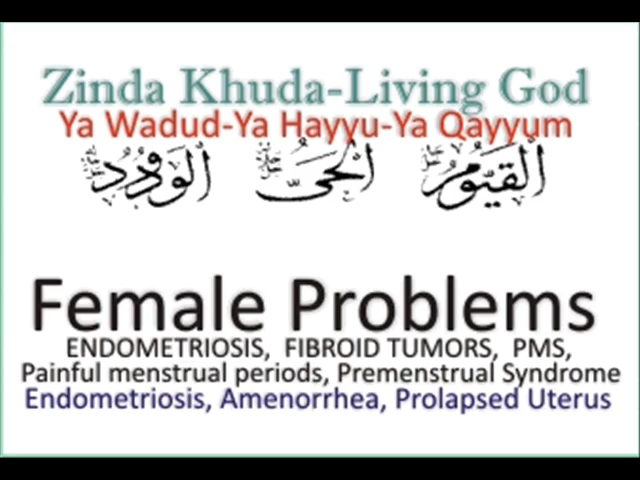 Zinda Khuda-Living God
Ya Wadud-Ya Hayyu-Ya Qayyum
الودود الحي القيوم
Female Problems
ENDOMETRIOSIS, FIBROID TUMORS, PMS,
Painful menstrual periods, Premenstrual Syndrome
Endometriosis, Amenorrhea, Prolapsed Uterus